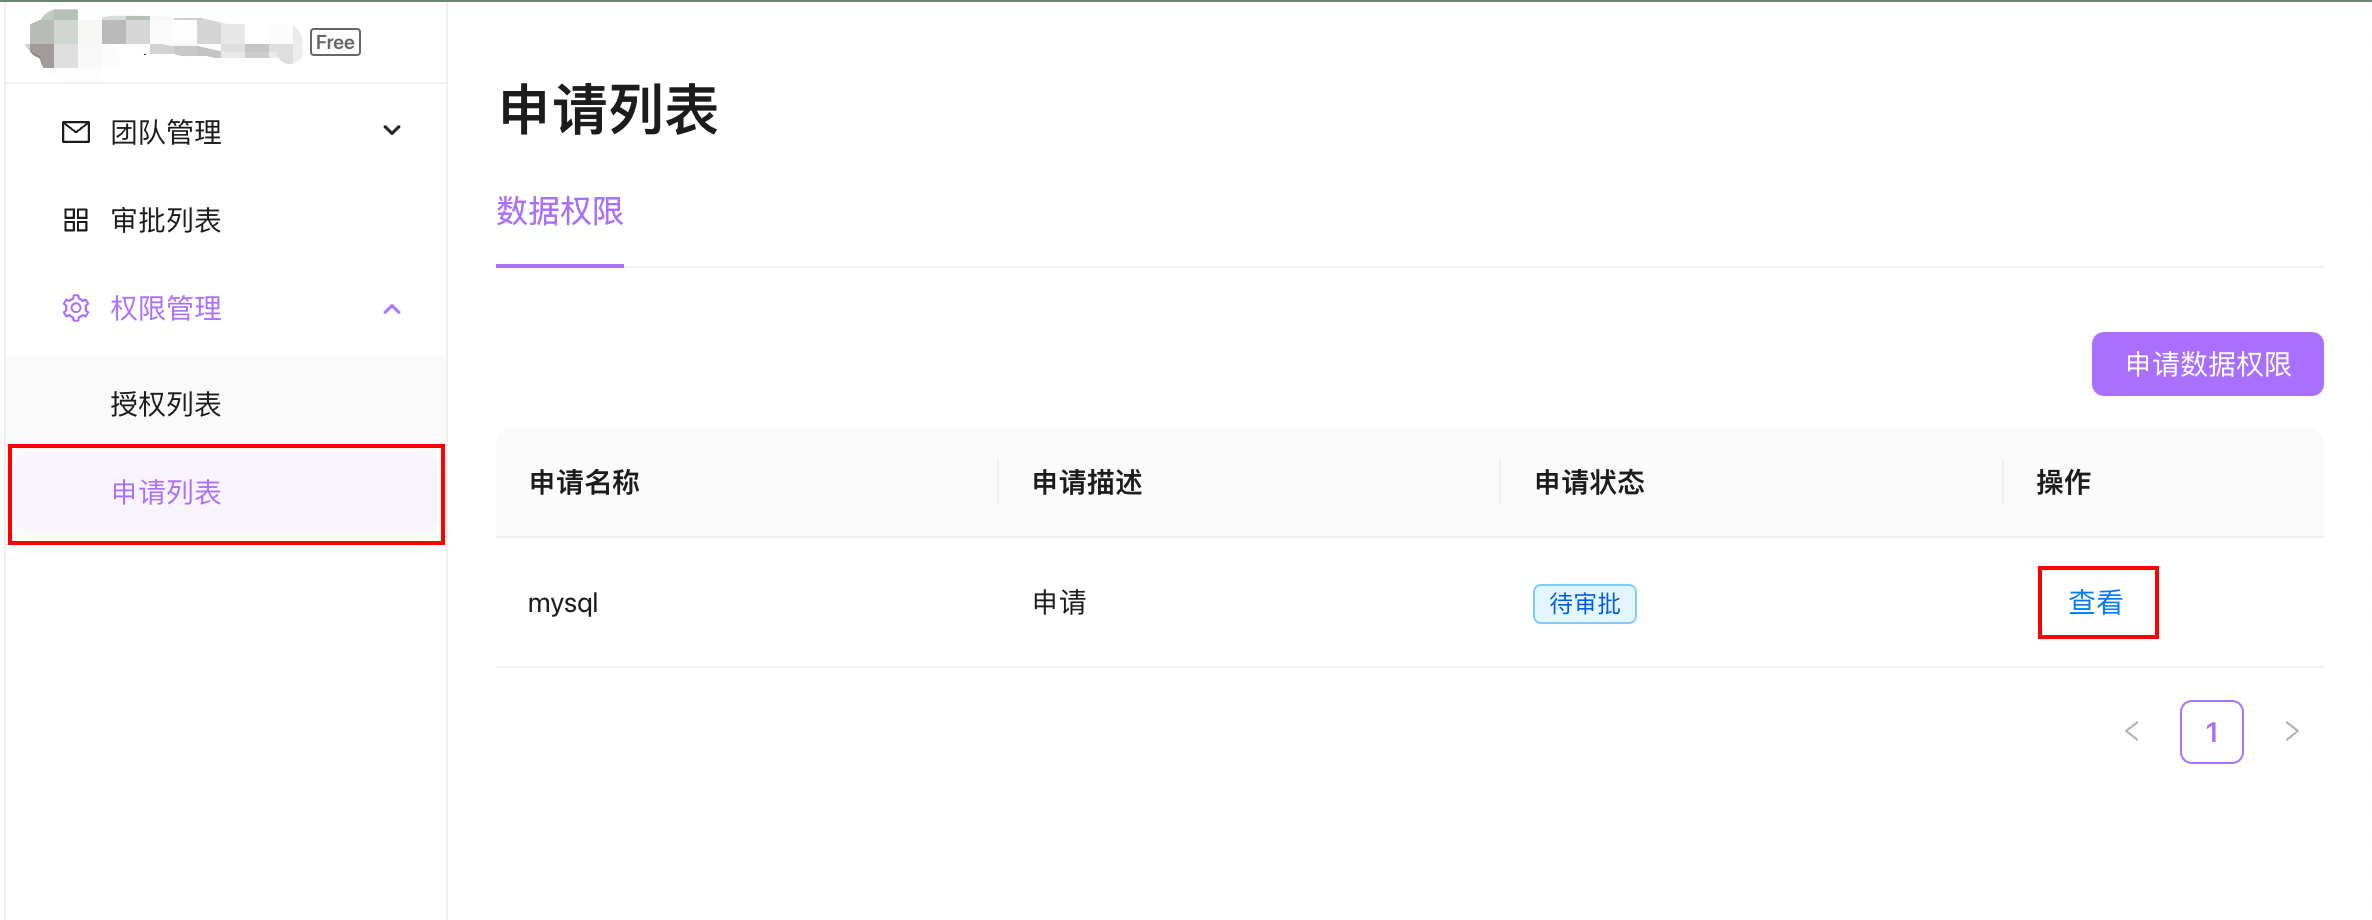 Free
团队管理
审批列表
权限管理
授权列表
申请列表
申请列表
数据权限
申请数据权限
申请名称 申请描述 申请状态 操作
mysql 申请 待审批 查看
1